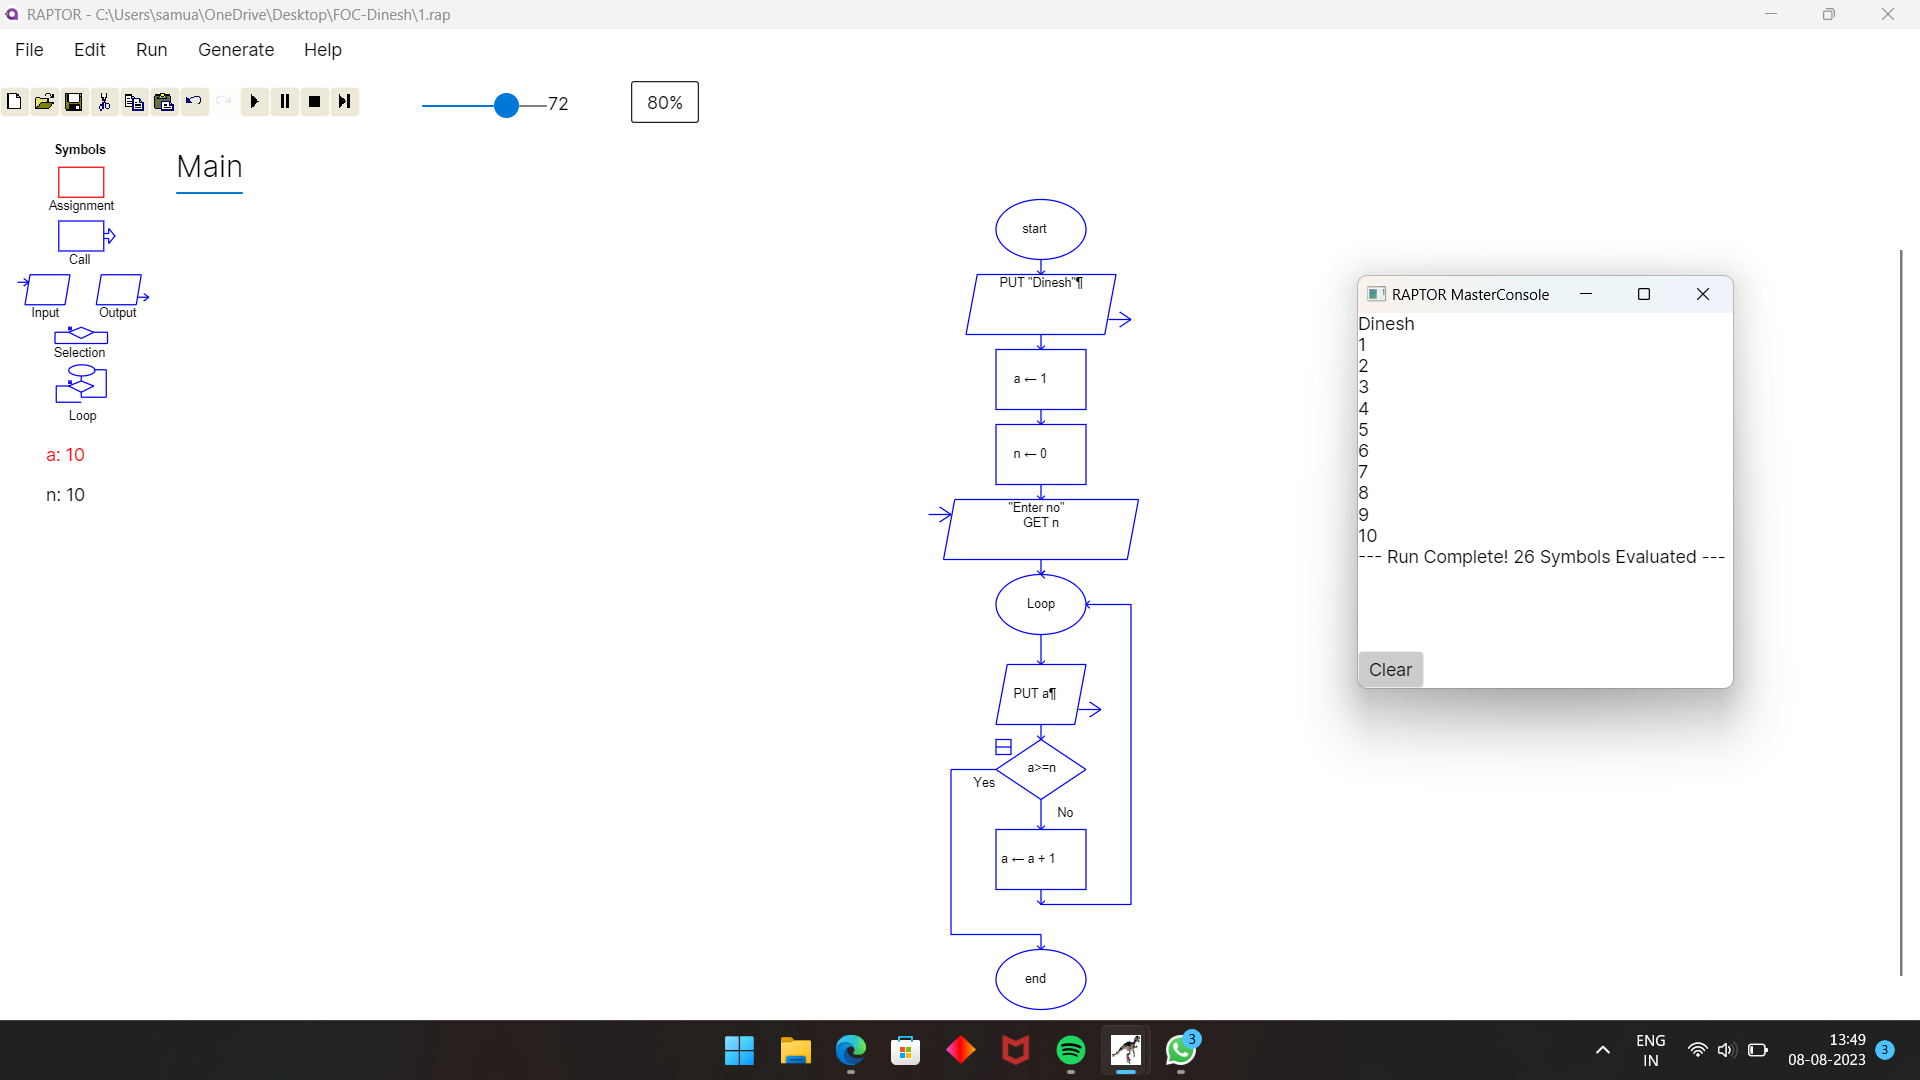 RAPTOR - C:\Users\samua\OneDrive\Desktop\FOC-Dinesh\1.rap
File Edit Run Generate Help
72
80%
Symbols
Assignment
Call
Input Output
Selection
Loop
a: 10
n: 10
Main
start
PUT "Dinesh"¶
a ← 1
n ← 0
"Enter no"
GET n
Loop
PUT a¶
a>=n
Yes
No
a ← a + 1
end
RAPTOR MasterConsole
Dinesh
1
2
3
4
5
6
7
8
9
10
--- Run Complete! 26 Symbols Evaluated ---
Clear
3
ENG
IN
13:49
08-08-2023
3